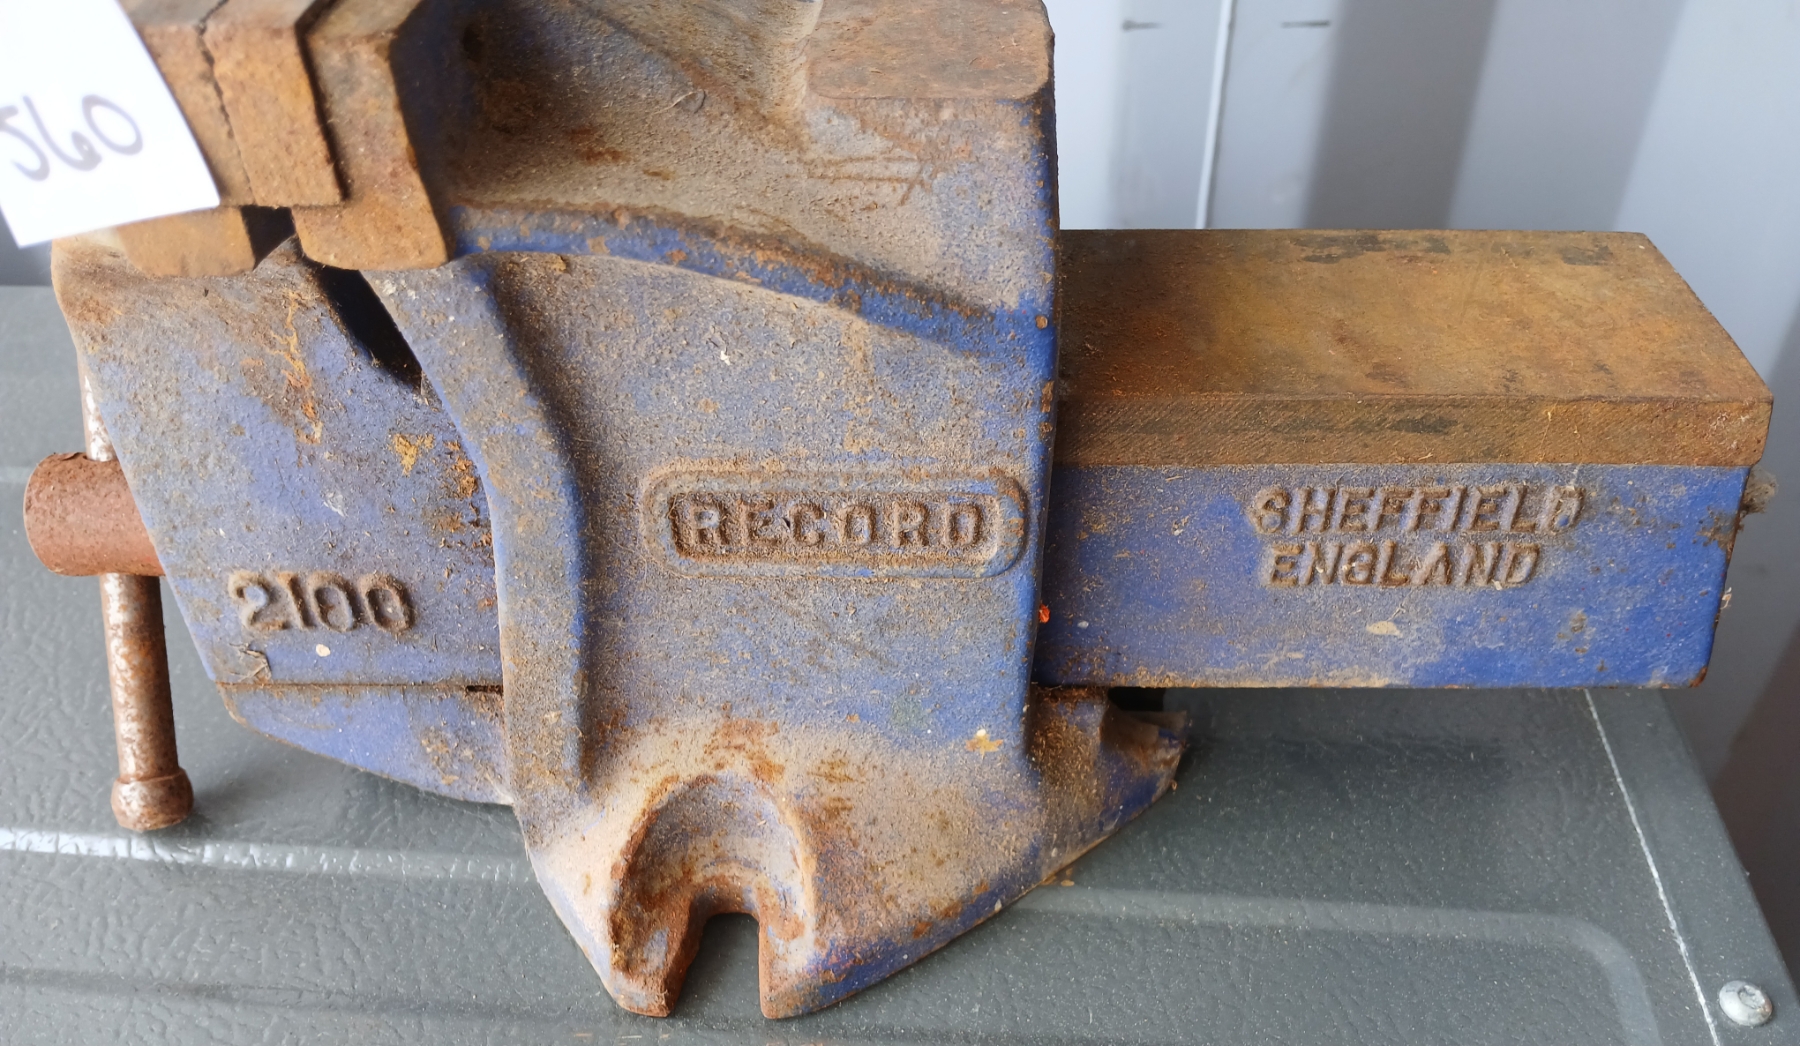 560
RECORD
2100
SHEFFIELD
ENGLAND